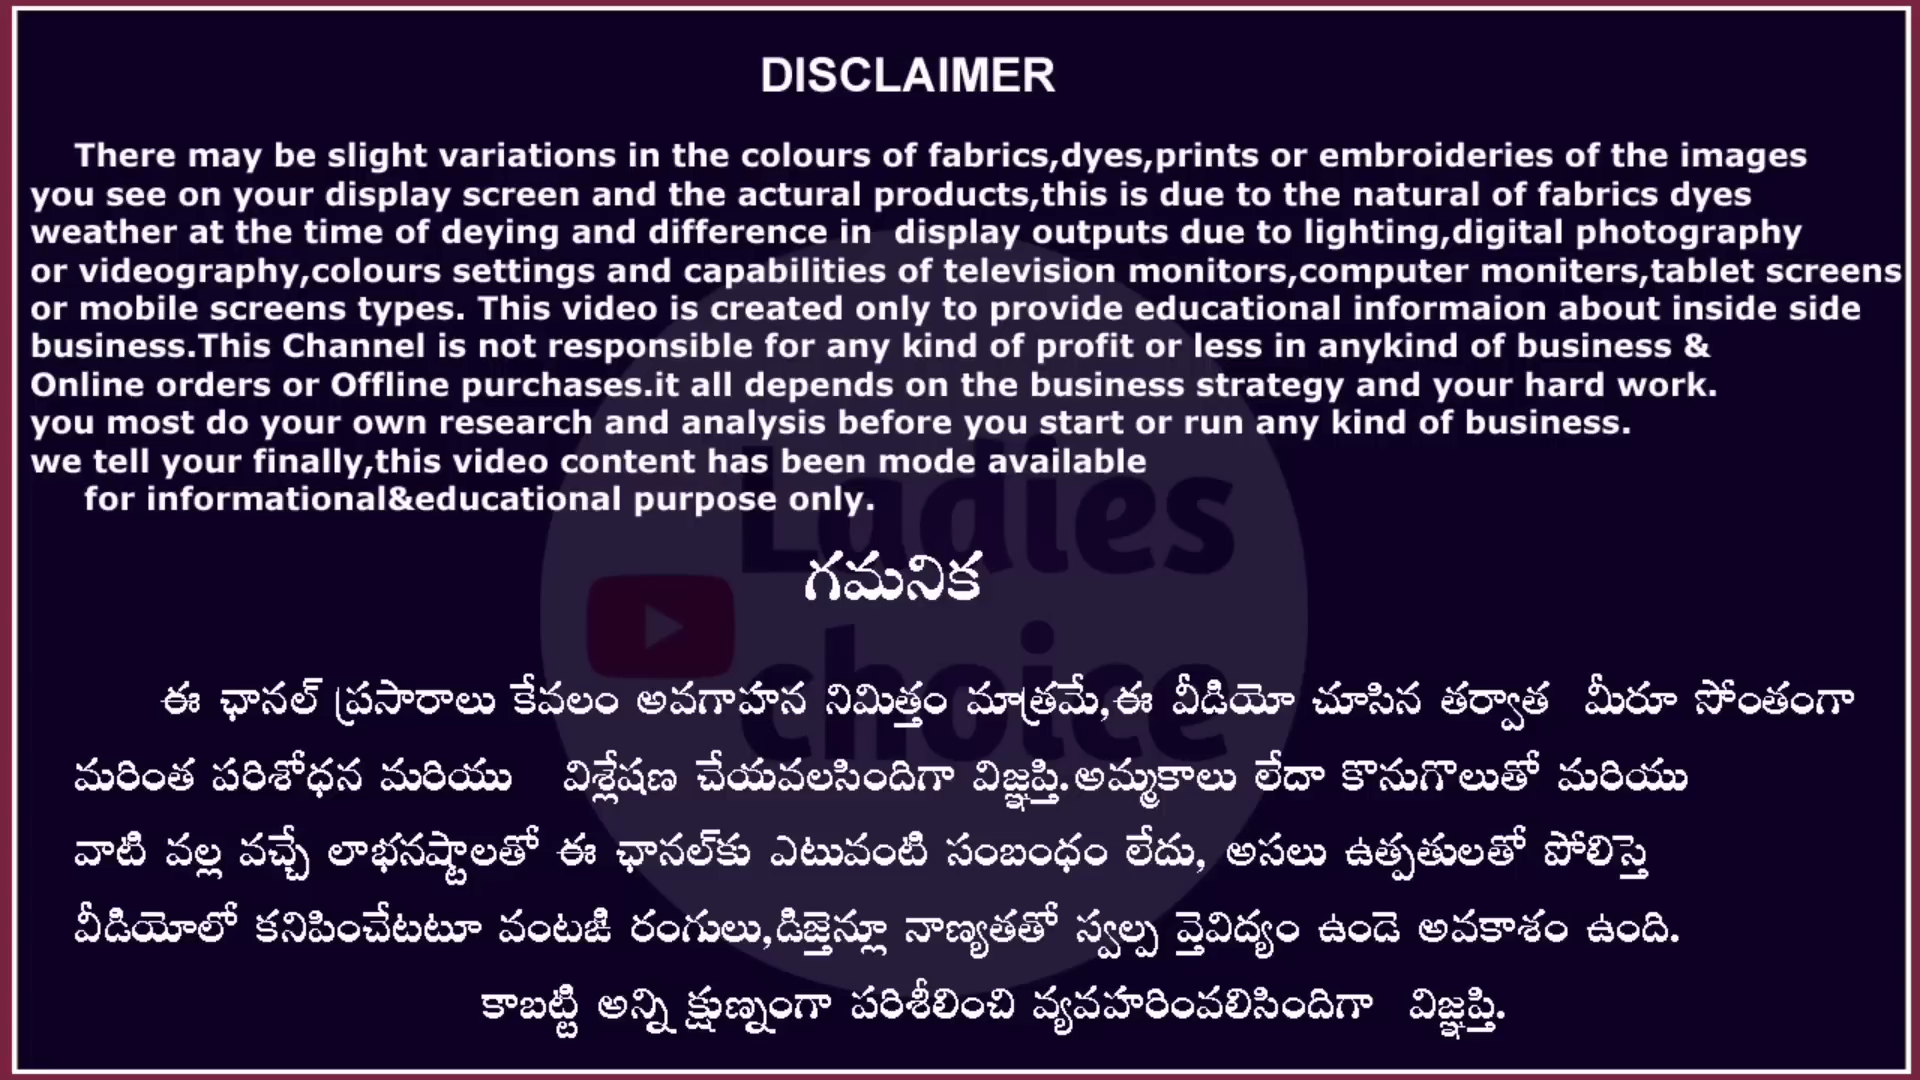 DISCLAIMER
There may be slight variations in the colours of fabrics,dyes,prints or embroideries of the images
you see on your display screen and the actural products,this is due to the natural of fabrics dyes
weather at the time of deying and difference in display outputs due to lighting,digital photography
or videography,colours settings and capabilities of television monitors,computer moniters,tablet screens
or mobile screens types. This video is created only to provide educational informaion about inside side
business.This Channel is not responsible for any kind of profit or less in anykind of business &
Online orders or Offline purchases.it all depends on the business strategy and your hard work.
you most do your own research and analysis before you start or run any kind of business.
we tell your finally,this video content has been mode available
for informational&educational purpose only.
Ladies
గమనిక
choice
ఈ ఛానల్ ప్రసారాలు కేవలం అవగాహన నిమిత్తం మాత్రమే,ఈ వీడియో చూసిన తర్వాత మీరూ సోంతంగా
మరింత పరిశోధన మరియు విశ్లేషణ చేయవలసిందిగా విజ్ఞప్తి.అమ్మకాలు లేదా కొనుగొలుతో మరియు
వాటి వల్ల వచ్చే లాభనష్టాలతో ఈ ఛానల్‌కు ఎటువంటి సంబంధం లేదు, అసలు ఉత్పతులతో పోలిస్తె
వీడియోలో కనిపించేటటూ వంటజి రంగులు,డిజైన్లూ నాణ్యతతో స్వల్ప వైవిద్యం ఉండె అవకాశం ఉంది.
కాబట్టి అన్ని క్షుణ్నంగా పరిశీలించి వ్యవహరింవలిసిందిగా విజ్ఞప్తి.